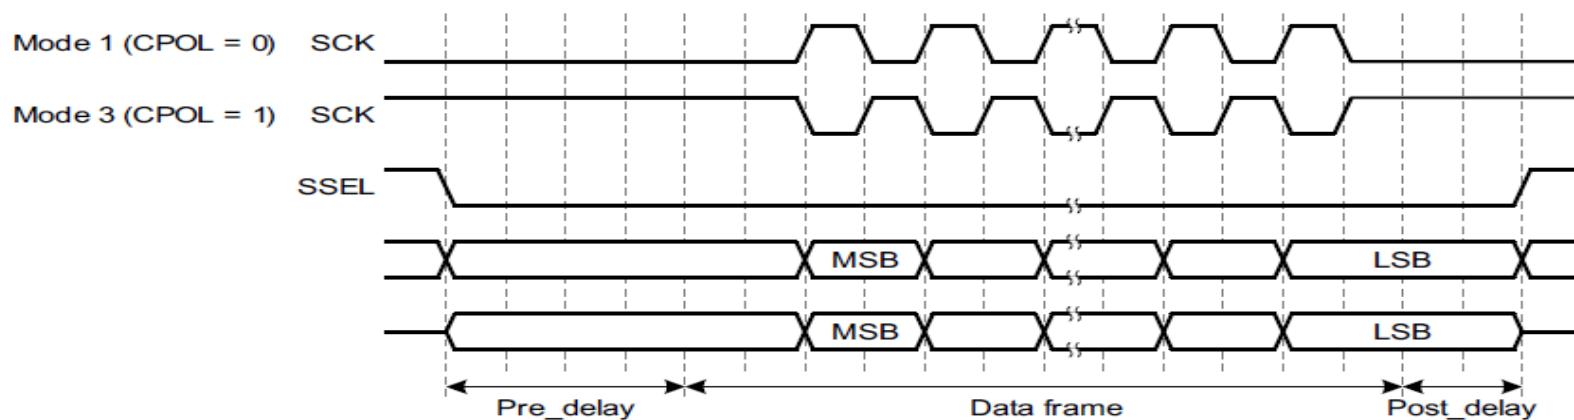 Mode 1 (CPOL = 0) SCK
Mode 3 (CPOL = 1) SCK
SSEL
MSB LSB
MSB LSB
Pre_delay Data frame Post_delay